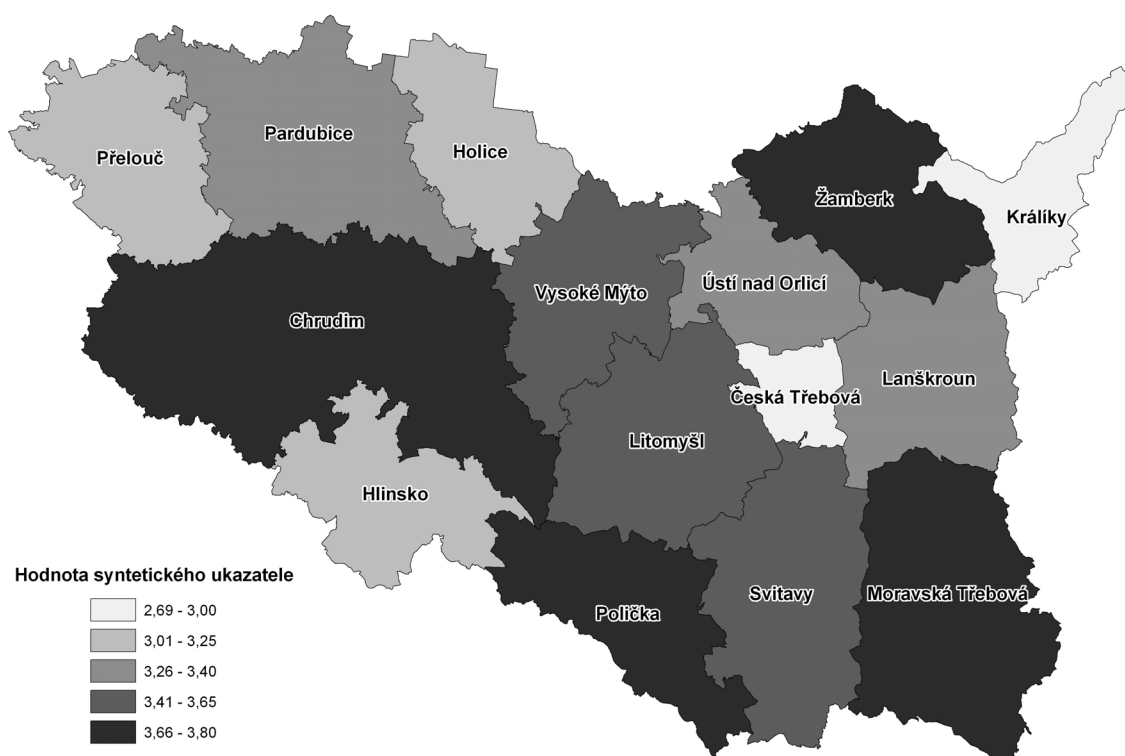 Pardubice
Přelouč
Holice
Žamberk
Králíky
Ústí nad Orlicí
Vysoké Mýto
Chrudim
Lanškroun
Česká Třebová
Litomyšl
Hlinsko
Svitavy
Moravská Třebová
Polička
Hodnota syntetického ukazatele
2,69 - 3,00
3,01 - 3,25
3,26 - 3,40
3,41 - 3,65
3,66 - 3,80